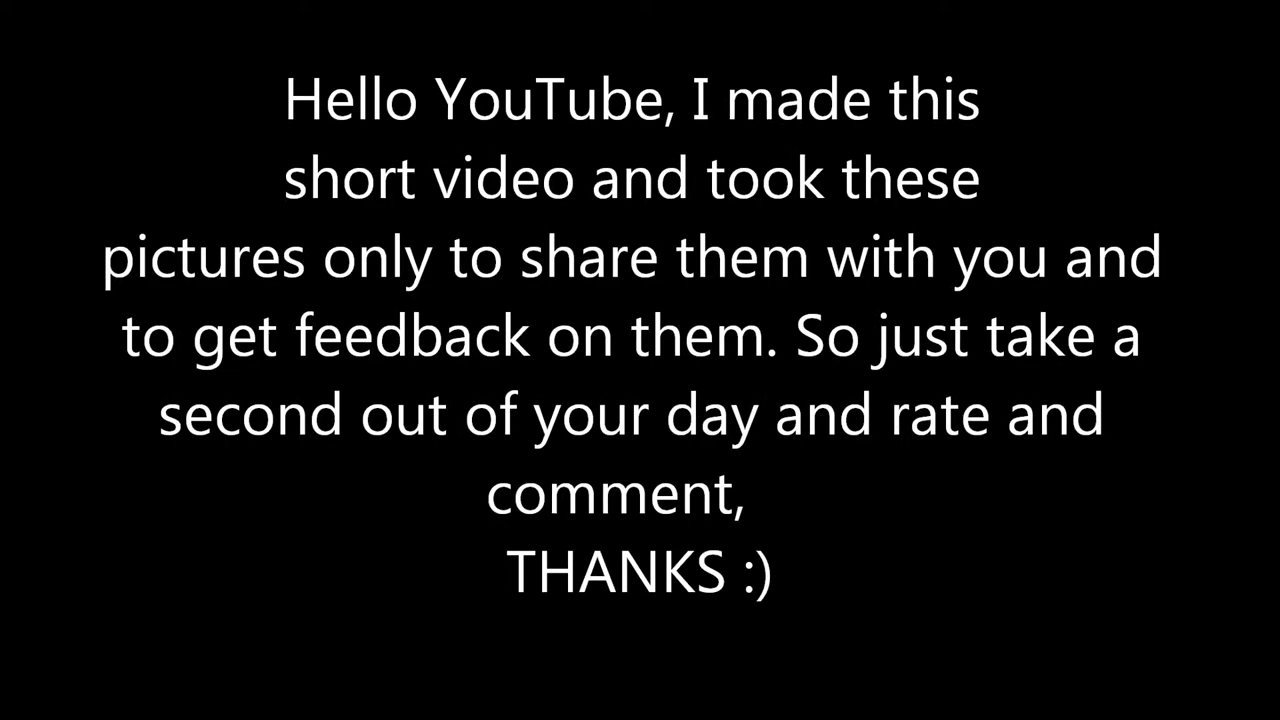 Hello YouTube, I made this
short video and took these
pictures only to share them with you and
to get feedback on them. So just take a
second out of your day and rate and
comment,
THANKS :)